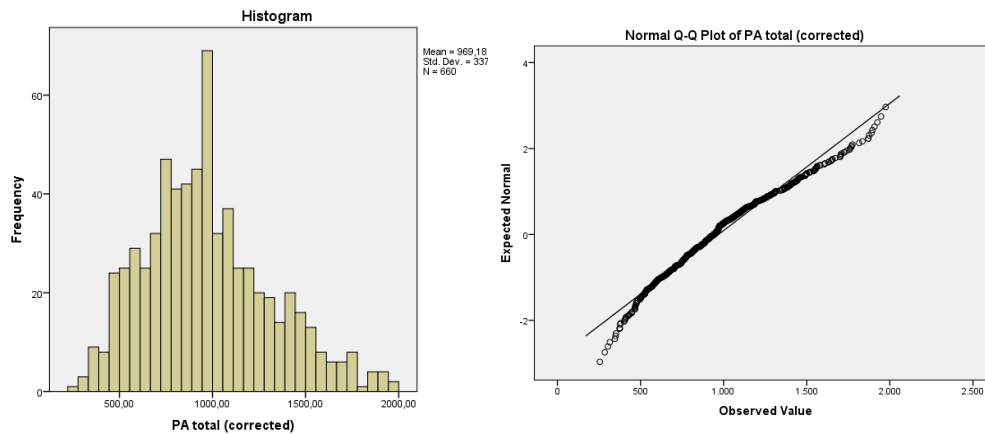 Histogram
Mean = 969,18
Std. Dev. = 337
N = 660
Frequency
60
40
20
0
500,00 1000,00 1500,00 2000,00
PA total (corrected)
Normal Q-Q Plot of PA total (corrected)
Expected Normal
4
2
0
-2
0 500 1.000 1.500 2.000 2.500
Observed Value